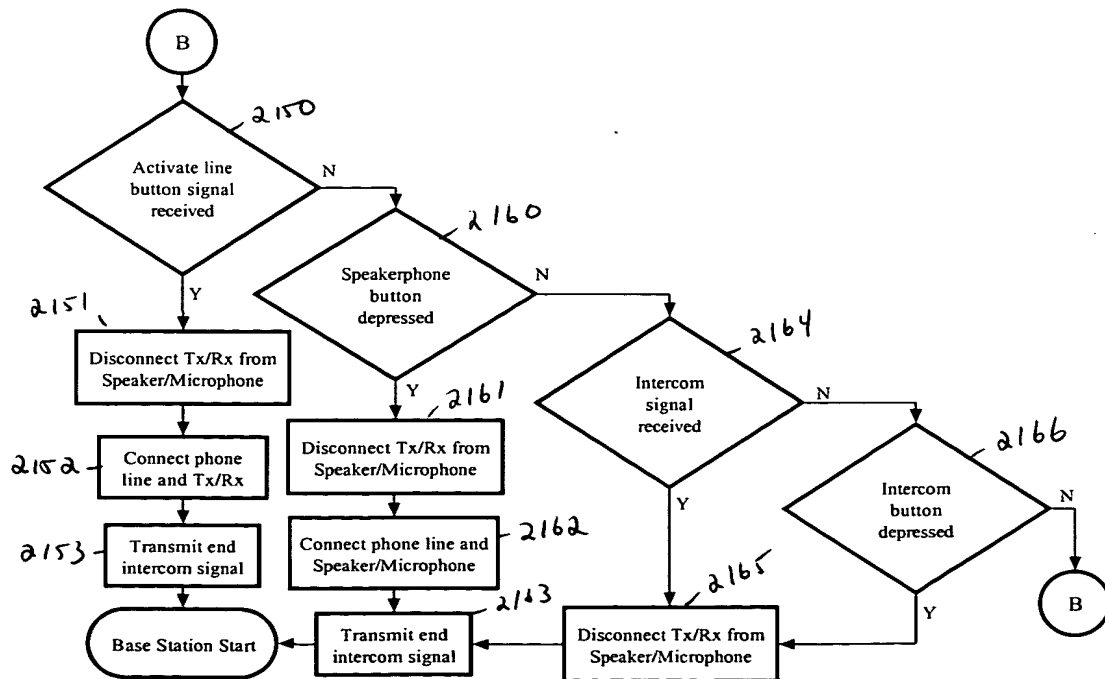 B
2150
Activate line
button signal
received
N
Y
2160
Speakerphone
button
depressed
N
Y
2164
Intercom
signal
received
N
Y
2166
Intercom
button
depressed
N
Y
B
2151
Disconnect Tx/Rx from
Speaker/Microphone
2152
Connect phone
line and Tx/Rx
2153
Transmit end
intercom signal
2161
Disconnect Tx/Rx from
Speaker/Microphone
2162
Connect phone line and
Speaker/Microphone
2163
Transmit end
intercom signal
2165
Disconnect Tx/Rx from
Speaker/Microphone
Base Station Start